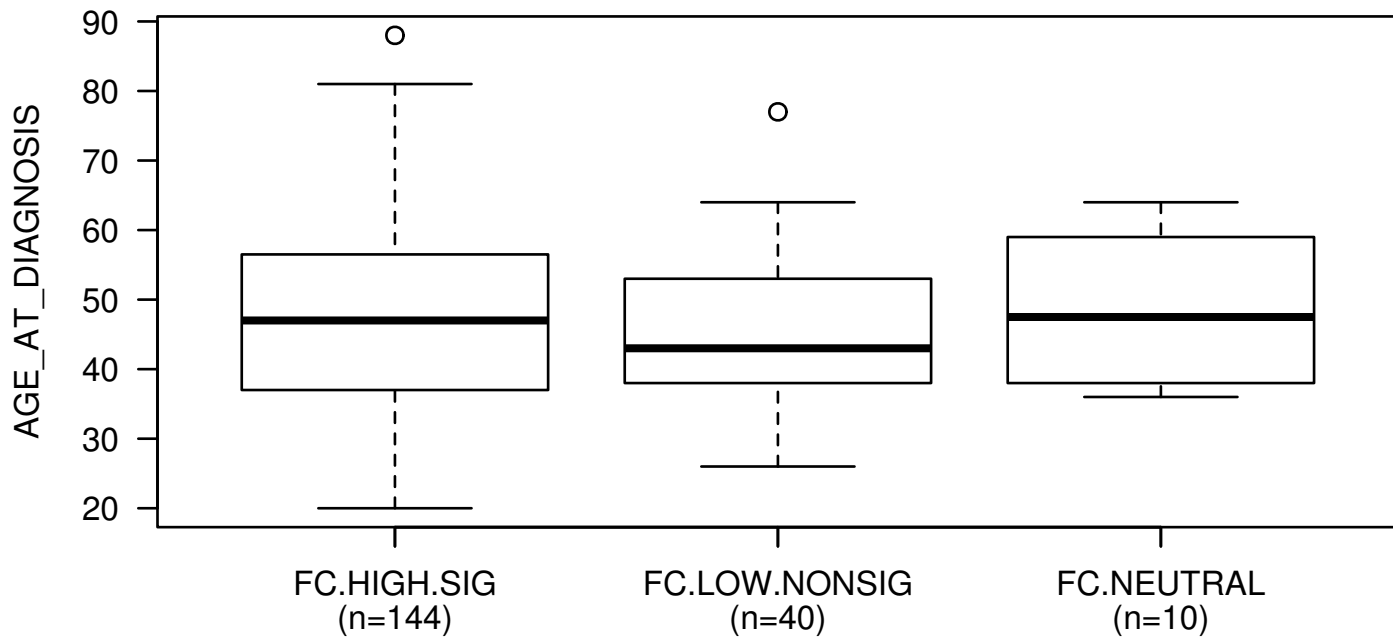 AGE_AT_DIAGNOSIS
90
80
70
60
50
40
30
20
FC.HIGH.SIG
(n=144)
FC.LOW.NONSIG
(n=40)
FC.NEUTRAL
(n=10)